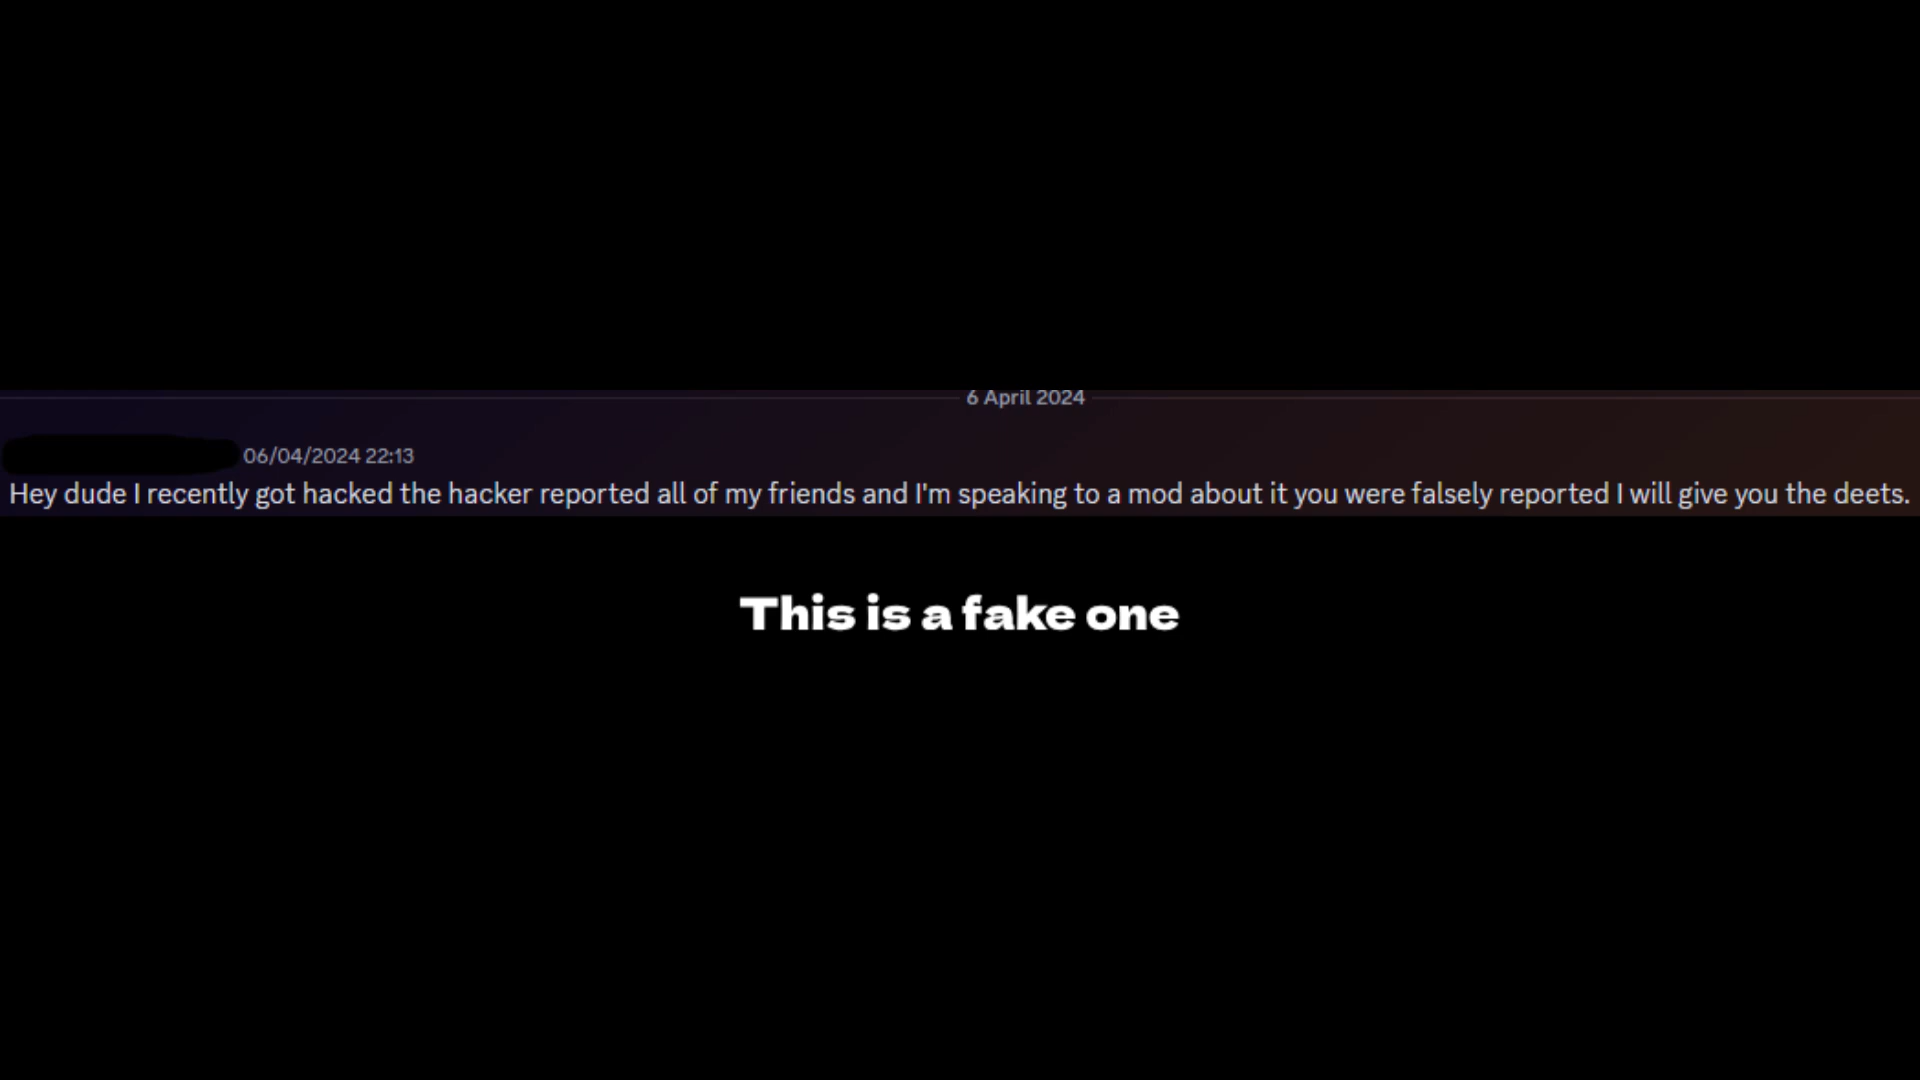 6 April 2024
06/04/2024 22:13
Hey dude I recently got hacked the hacker reported all of my friends and I'm speaking to a mod about it you were falsely reported I will give you the deets.
This is a fake one